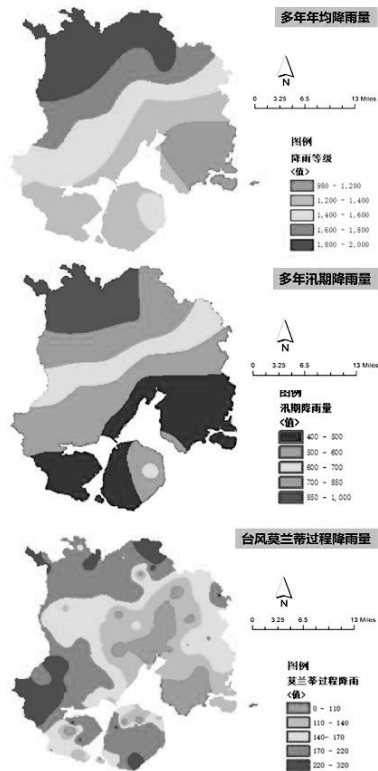 多年年均降雨量
N
0 3.25 6.5 13 Miles
图例
降雨等级
<值>
980 - 1,200
1,200 - 1,400
1,400 - 1,600
1,600 - 1,800
1,800 - 2,000
多年汛期降雨量
N
0 3.25 6.5 13 Miles
图例
汛期降雨量
<值>
400 - 500
500 - 600
600 - 700
700 - 850
850 - 1,000
台风莫兰蒂过程降雨量
N
0 3.25 6.5 13 Miles
图例
莫兰蒂过程降雨
<值>
0 - 110
110 - 140
140 - 170
170 - 220
220 - 320